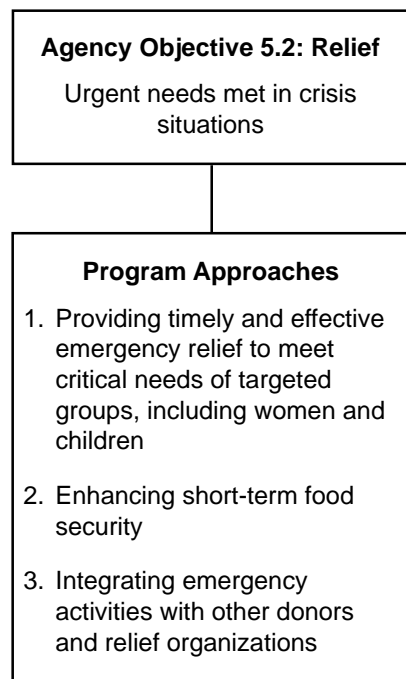 Agency Objective 5.2: Relief
Urgent needs met in crisis
situations
Program Approaches
1. Providing timely and effective
emergency relief to meet
critical needs of targeted
groups, including women and
children
2. Enhancing short-term food
security
3. Integrating emergency
activities with other donors
and relief organizations